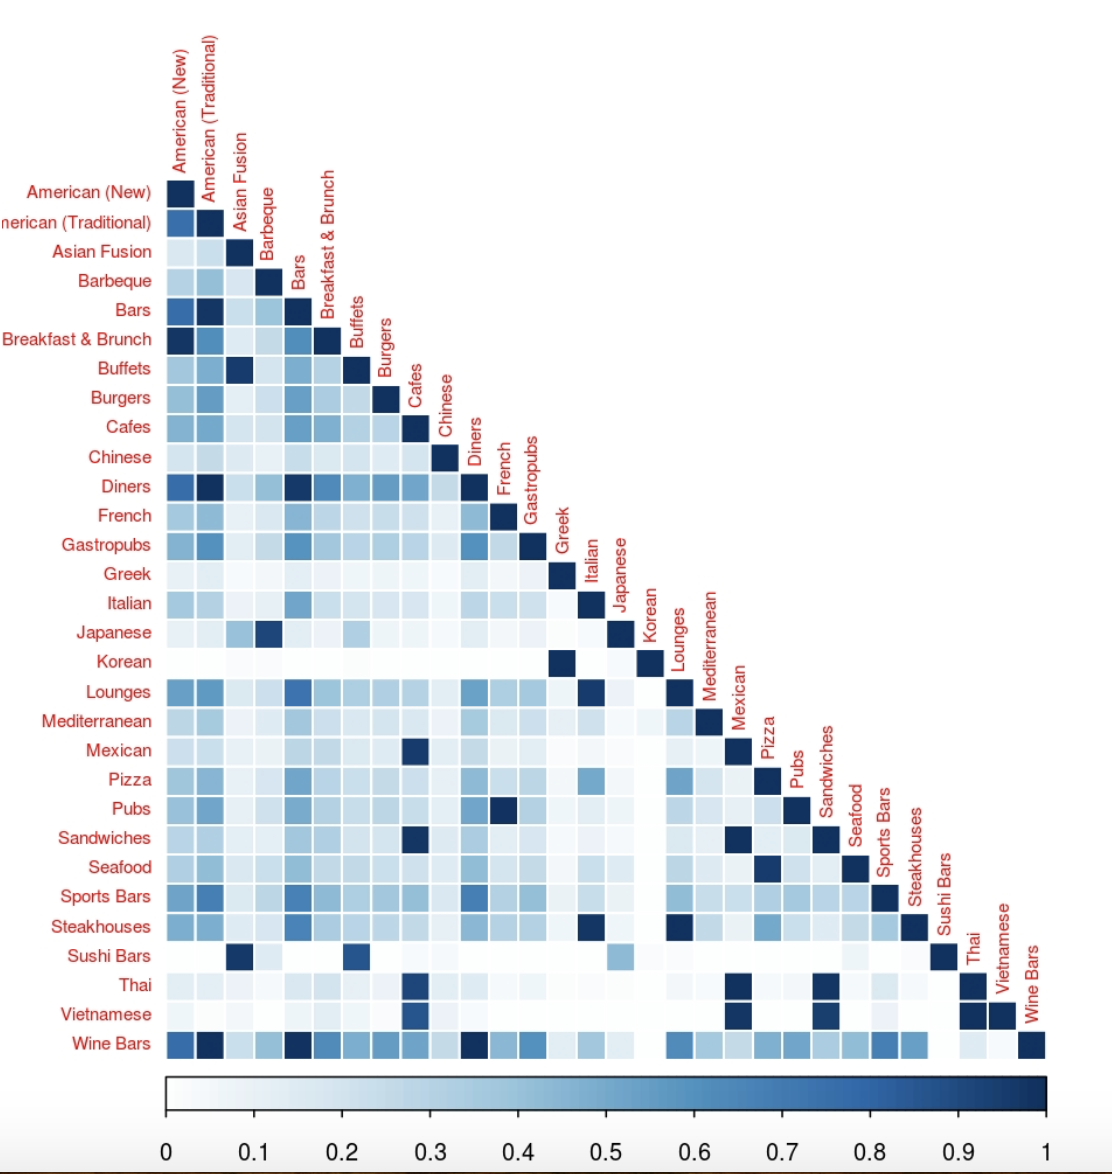 American (New)
American (Traditional)
Asian Fusion
Barbeque
Bars
Breakfast & Brunch
Buffets
Burgers
Cafes
Chinese
Diners
French
Gastropubs
Greek
Italian
Japanese
Korean
Lounges
Mediterranean
Mexican
Pizza
Pubs
Sandwiches
Seafood
Sports Bars
Steakhouses
Sushi Bars
Thai
Vietnamese
Wine Bars
American (New)
nerican (Traditional)
Asian Fusion
Barbeque
Bars
Breakfast & Brunch
Buffets
Burgers
Cafes
Chinese
Diners
French
Gastropubs
Greek
Italian
Japanese
Korean
Lounges
Mediterranean
Mexican
Pizza
Pubs
Sandwiches
Seafood
Sports Bars
Steakhouses
Sushi Bars
Thai
Vietnamese
Wine Bars
0 0.1 0.2 0.3 0.4 0.5 0.6 0.7 0.8 0.9 1